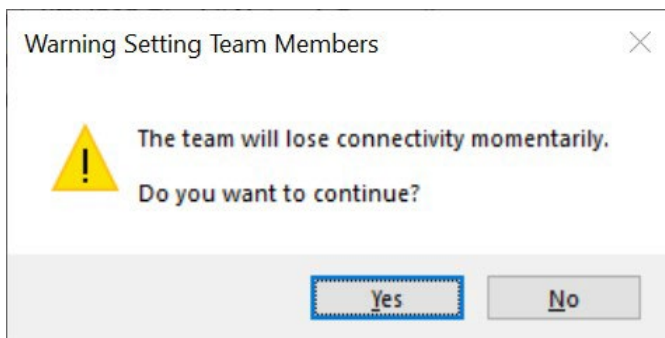 Warning Setting Team Members
The team will lose connectivity momentarily.
Do you want to continue?
Yes
No